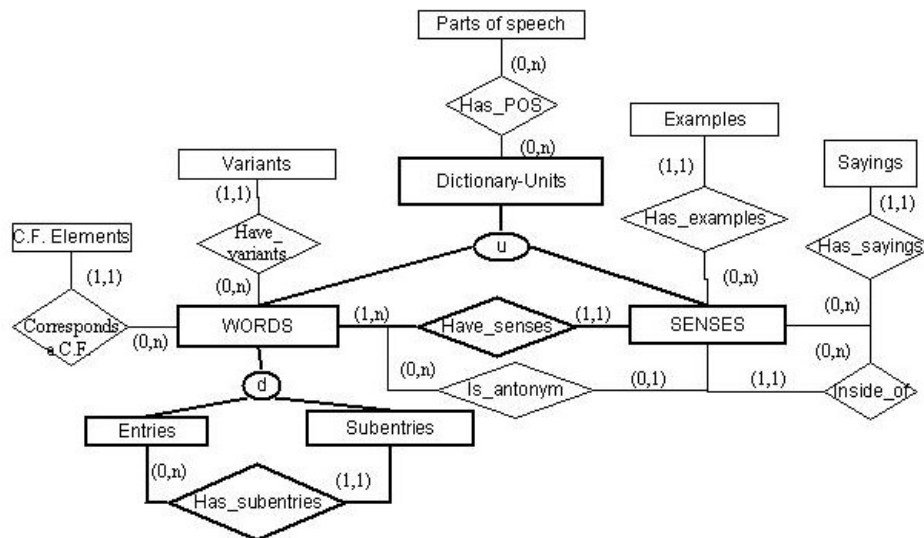 Parts of speech
(0,n)
Has_POS
(0,n)
Examples
Variants
(1,1)
Sayings
(1,1)
Dictionary-Units
(1,1)
C.F. Elements
Have_
variants
Has_examples
Has_sayings
u
(1,1)
(0,n)
(0,n)
(0,n)
Corresponds
a C.F.
(0,n)
WORDS
(1,n)
Have_senses
(1,1)
SENSES
(0,n)
(0,n)
Is_antonym
(0,1)
(1,1)
Inside_of
d
Entries
Subentries
(0,n)
Has_subentries
(1,1)